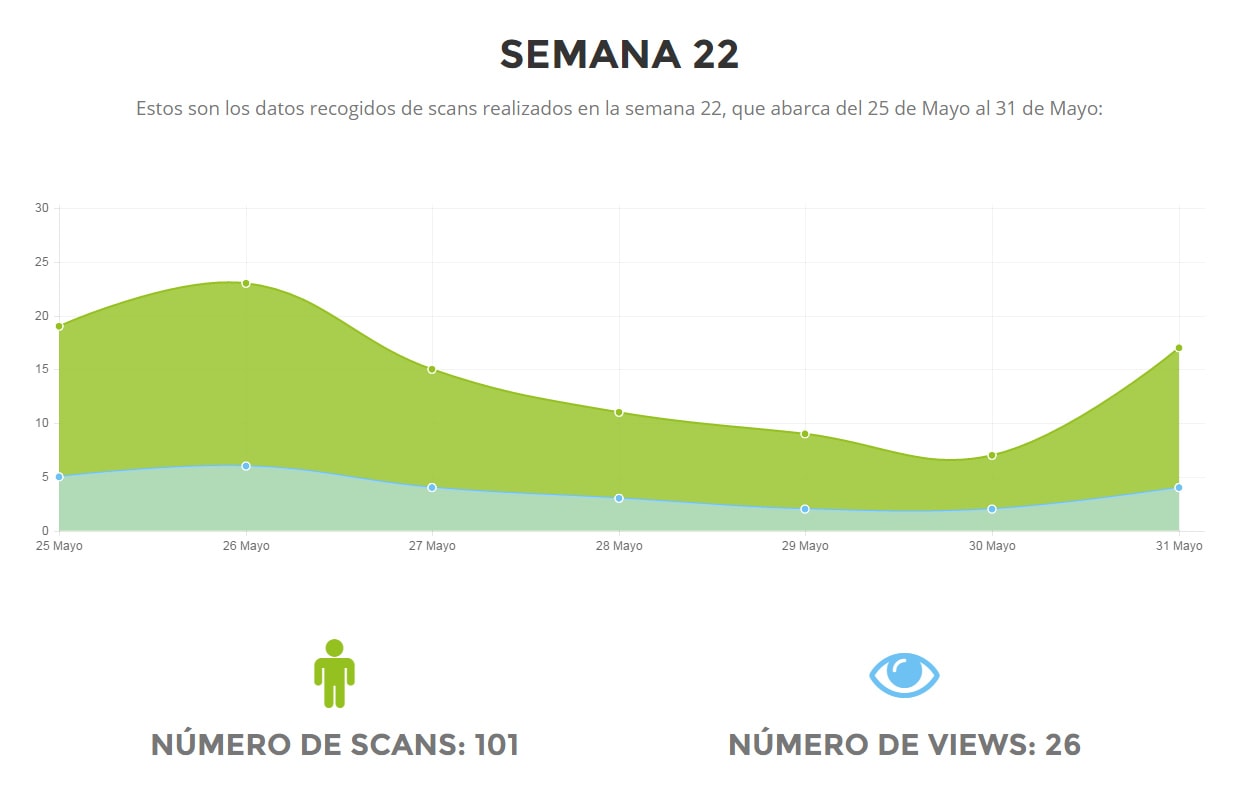 SEMANA 22
Estos son los datos recogidos de scans realizados en la semana 22, que abarca del 25 de Mayo al 31 de Mayo:
30
25
20
15
10
5
0
25 Mayo 26 Mayo 27 Mayo 28 Mayo 29 Mayo 30 Mayo 31 Mayo
NÚMERO DE SCANS: 101 NÚMERO DE VIEWS: 26